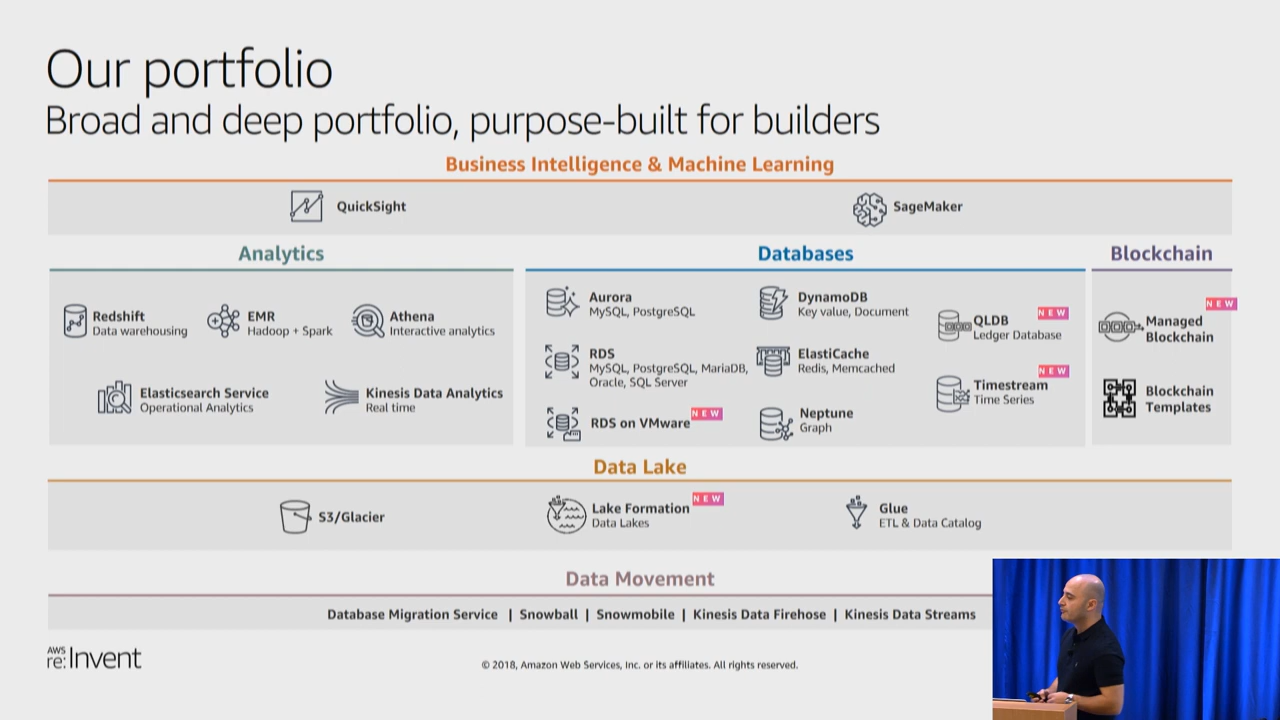 Our portfolio
Broad and deep portfolio, purpose-built for builders
Business Intelligence & Machine Learning
QuickSight
SageMaker
Analytics
Redshift
Data warehousing
EMR
Hadoop + Spark
Athena
Interactive analytics
Elasticsearch Service
Operational Analytics
Kinesis Data Analytics
Real time
Databases
Aurora
MySQL, PostgreSQL
RDS
MySQL, PostgreSQL, MariaDB,
Oracle, SQL Server
RDS on VMware
NEW
DynamoDB
Key value, Document
ElastiCache
Redis, Memcached
Neptune
Graph
NEW
QLDB
Ledger Database
NEW
Timestream
Time Series
Blockchain
NEW
Managed
Blockchain
Blockchain
Templates
Data Lake
S3/Glacier
Lake Formation
NEW
Data Lakes
Glue
ETL & Data Catalog
Data Movement
Database Migration Service | Snowball | Snowmobile | Kinesis Data Firehose | Kinesis Data Streams
AWS
re:Invent
© 2018, Amazon Web Services, Inc. or its affiliates. All rights reserved.